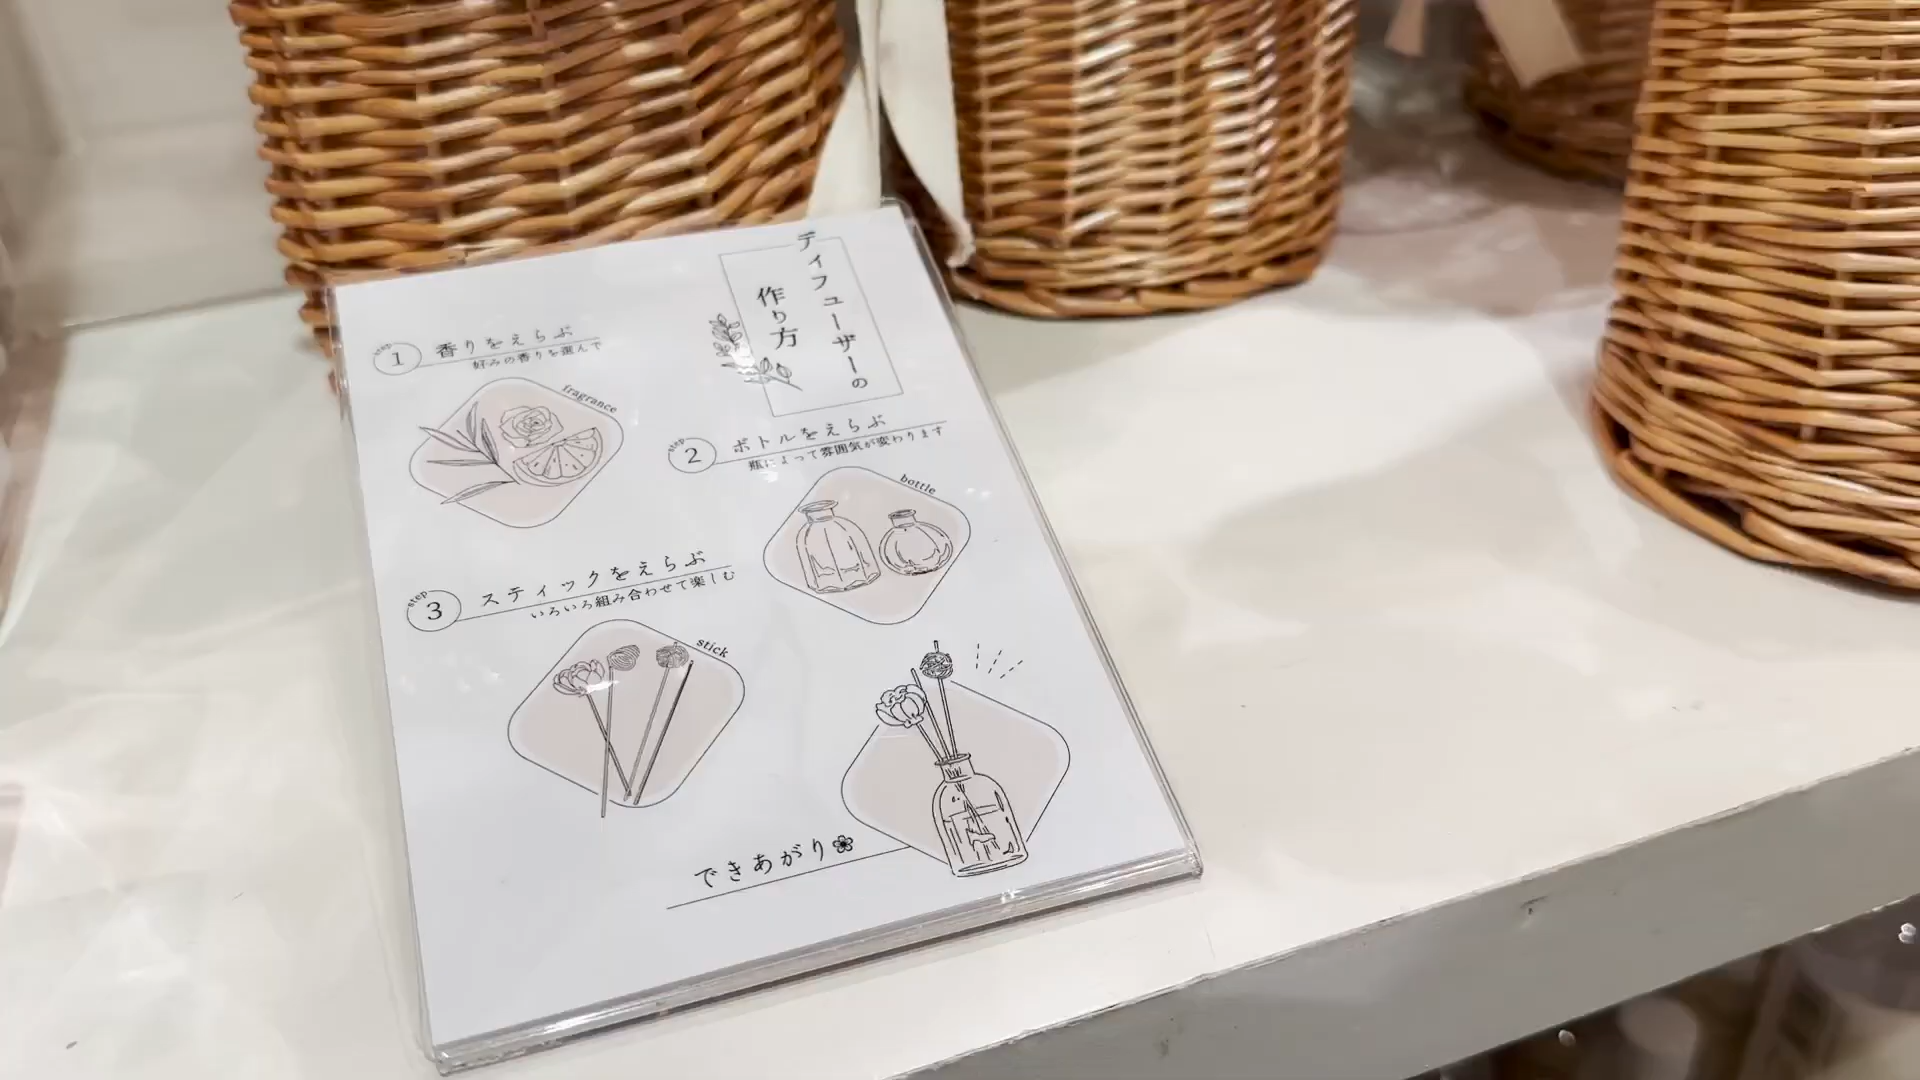 ディフューザーの
作り方
step
1
香りをえらぶ
好みの香りを選んで
fragrance
step
2
ボトルをえらぶ
瓶によって雰囲気が変わります
bottle
step
3
スティックをえらぶ
いろいろ組み合わせて楽しむ
stick
できあがり